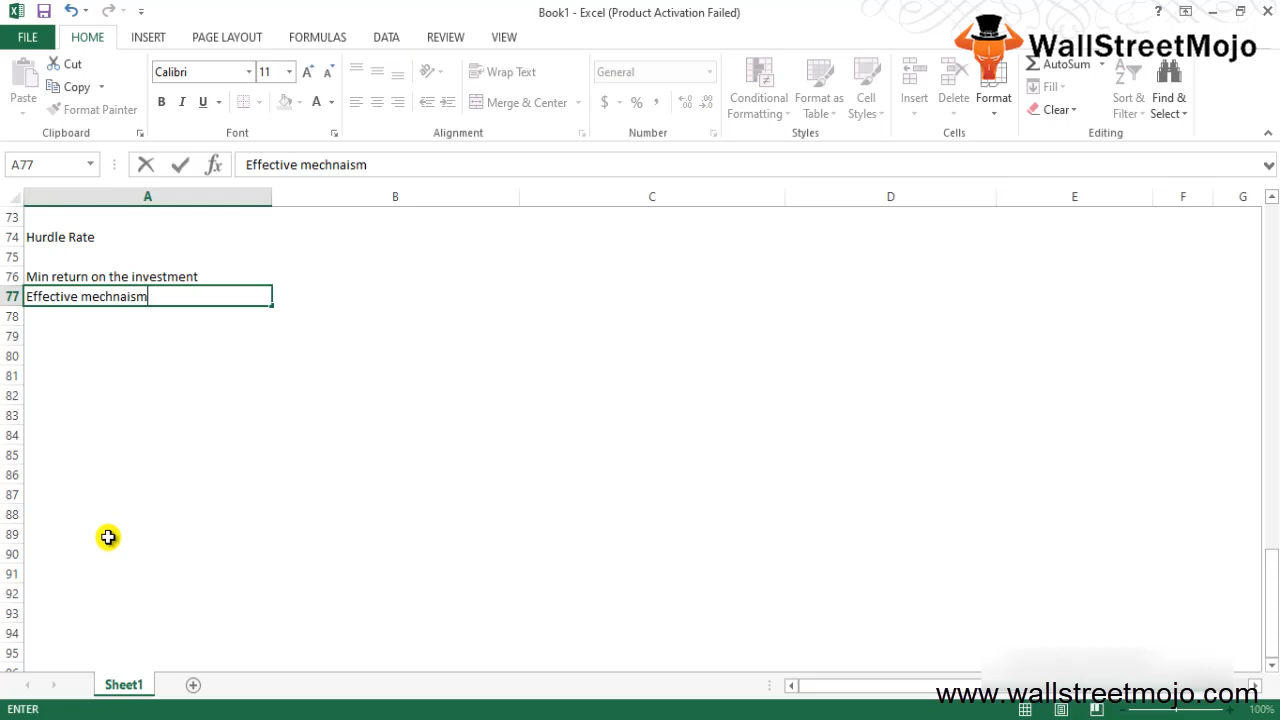 Book1 - Excel (Product Activation Failed)
FILE HOME INSERT PAGE LAYOUT FORMULAS DATA REVIEW VIEW
WallStreetMojo
Paste
Cut
Copy
Format Painter
Clipboard
Calibri 11
B I U
Font
Wrap Text
Merge & Center
Alignment
General
$ % ,
Number
Conditional Formatting
Format as Table
Cell Styles
Styles
Insert Delete Format
Cells
AutoSum
Fill
Clear
Sort & Filter
Find & Select
Editing
A77 fx Effective mechnaism
A B C D E F G
73
74 Hurdle Rate
75
76 Min return on the investment
77 Effective mechnaism
78
79
80
81
82
83
84
85
86
87
88
89
90
91
92
93
94
95
Sheet1
www.wallstreetmojo.com
ENTER 100%